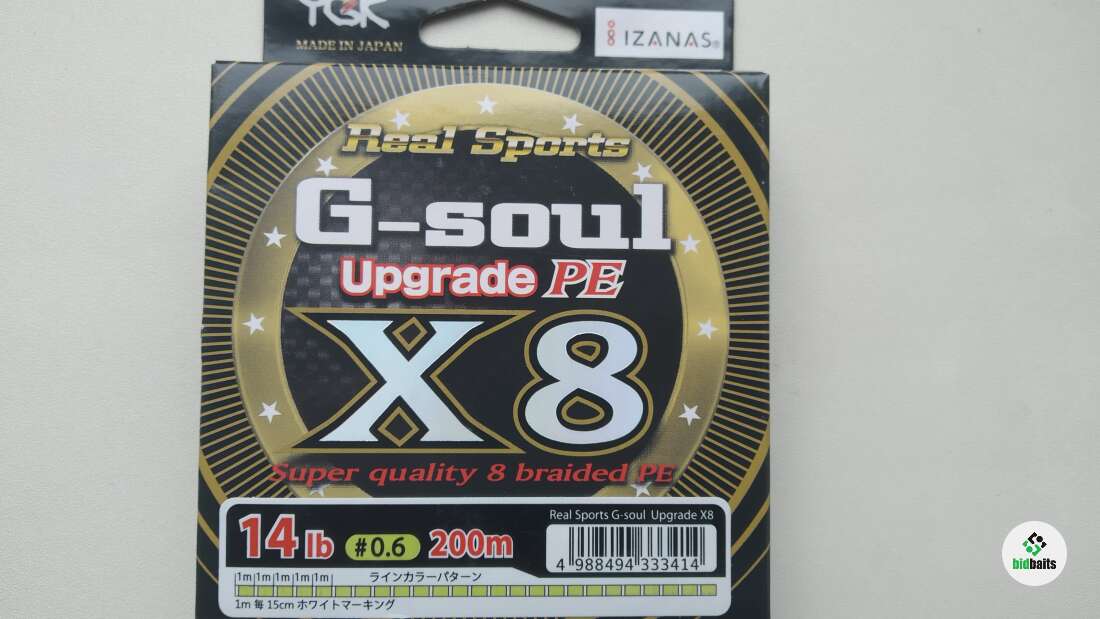 YGK
MADE IN JAPAN
IZANAS®
Real Sports
G-soul
Upgrade PE
X8
Super quality 8 braided PE
Real Sports G-soul Upgrade X8
14 lb #0.6 200m
4 988494 333414
1m 1m 1m 1m 1m ラインカラーパターン
1m 毎 15cm ホワイトマーキング
bidbaits